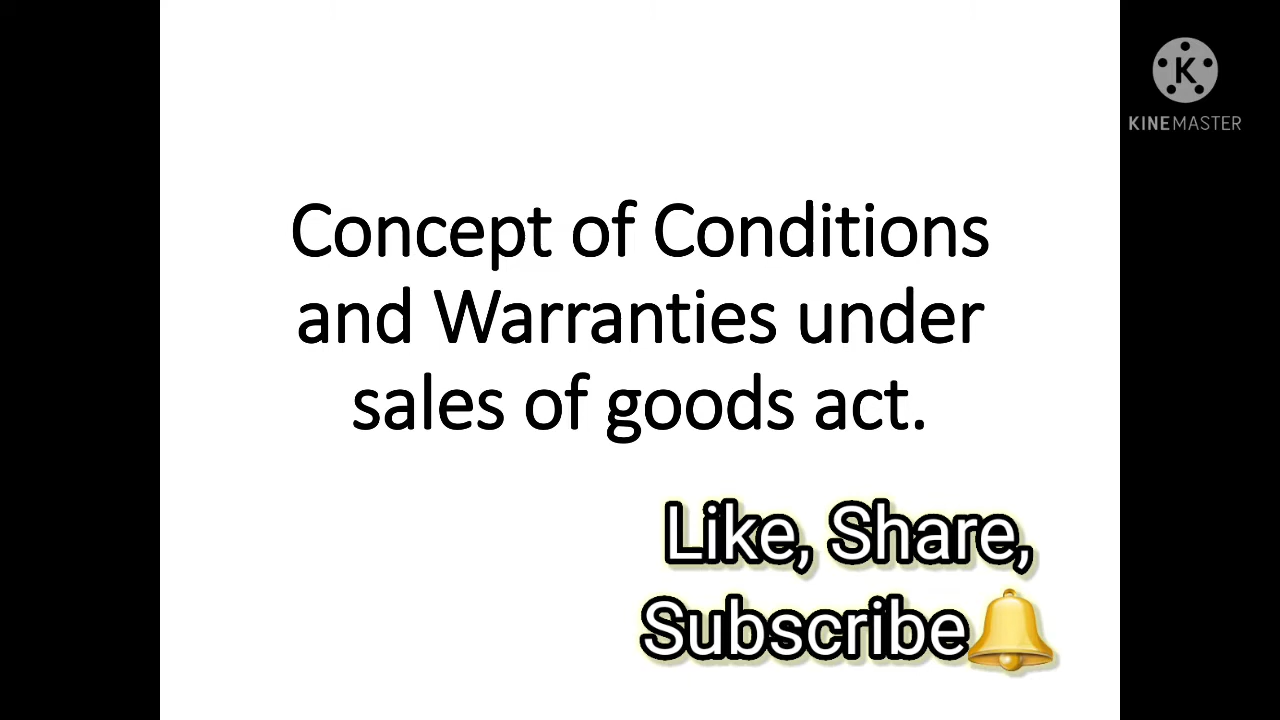 KINEMASTER
Concept of Conditions
and Warranties under
sales of goods act.
Like, Share,
Subscribe🔔